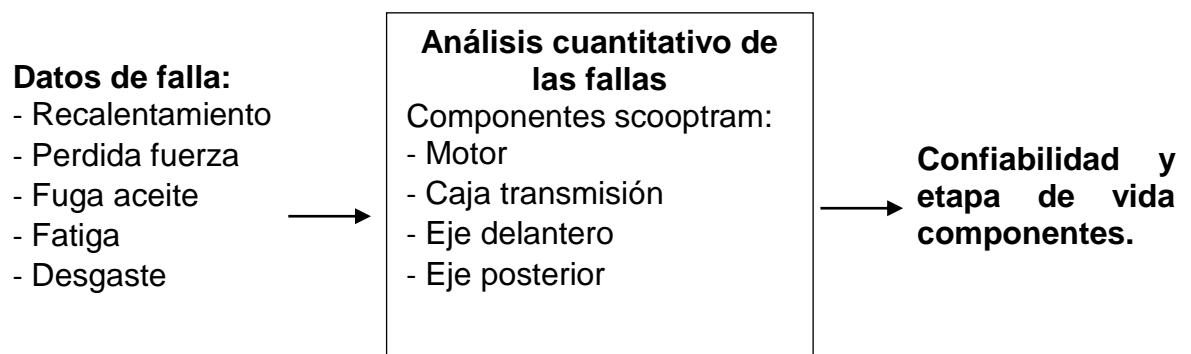 Datos de falla:
- Recalentamiento
- Perdida fuerza
- Fuga aceite
- Fatiga
- Desgaste
Análisis cuantitativo de
las fallas
Componentes scooptram:
- Motor
- Caja transmisión
- Eje delantero
- Eje posterior
Confiabilidad y
etapa de vida
componentes.